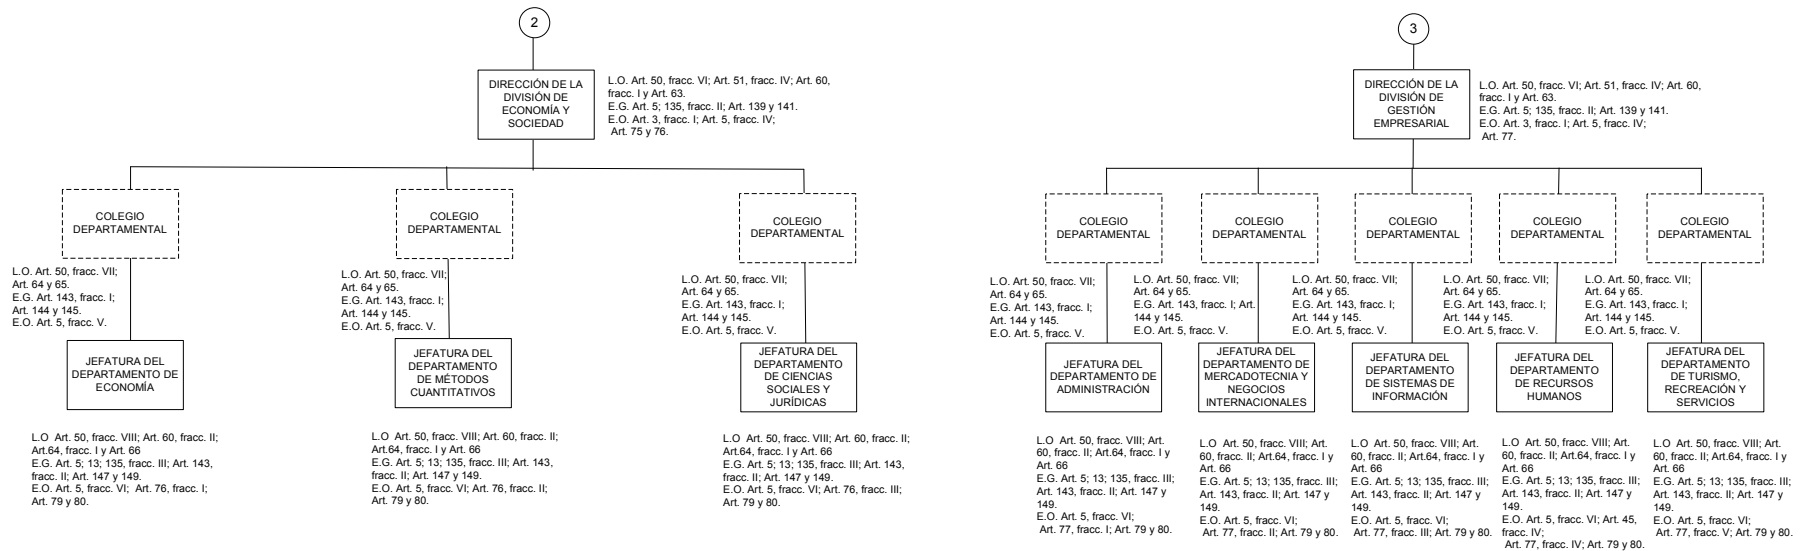 2
DIRECCIÓN DE LA
DIVISIÓN DE
ECONOMÍA Y
SOCIEDAD
L.O. Art. 50, fracc. VI; Art. 51, fracc. IV; Art. 60,
fracc. I y Art. 63.
E.G. Art. 5; 135, fracc. II; Art. 139 y 141.
E.O. Art. 3, fracc. I; Art. 5, fracc. IV;
Art. 75 y 76.
COLEGIO
DEPARTAMENTAL
L.O. Art. 50, fracc. VII;
Art. 64 y 65.
E.G. Art. 143, fracc. I;
Art. 144 y 145.
E.O. Art. 5, fracc. V.
JEFATURA DEL
DEPARTAMENTO DE
ECONOMÍA
L.O  Art. 50, fracc. VIII; Art. 60, fracc. II;
Art.64, fracc. I y Art. 66
E.G. Art. 5; 13; 135, fracc. III; Art. 143,
fracc. II; Art. 147 y 149.
E.O. Art. 5, fracc. VI;  Art. 76, fracc. I;
Art. 79 y 80.
COLEGIO
DEPARTAMENTAL
L.O. Art. 50, fracc. VII;
Art. 64 y 65.
E.G. Art. 143, fracc. I;
Art. 144 y 145.
E.O. Art. 5, fracc. V.
JEFATURA DEL
DEPARTAMENTO
DE MÉTODOS
CUANTITATIVOS
L.O  Art. 50, fracc. VIII; Art. 60, fracc. II;
Art.64, fracc. I y Art. 66
E.G. Art. 5; 13; 135, fracc. III; Art. 143,
fracc. II; Art. 147 y 149.
E.O. Art. 5, fracc. VI; Art. 76, fracc. II;
Art. 79 y 80.
COLEGIO
DEPARTAMENTAL
L.O. Art. 50, fracc. VII;
Art. 64 y 65.
E.G. Art. 143, fracc. I;
Art. 144 y 145.
E.O. Art. 5, fracc. V.
JEFATURA DEL
DEPARTAMENTO
DE CIENCIAS
SOCIALES Y
JURÍDICAS
L.O  Art. 50, fracc. VIII; Art. 60, fracc. II;
Art.64, fracc. I y Art. 66
E.G. Art. 5; 13; 135, fracc. III; Art. 143,
fracc. II; Art. 147 y 149.
E.O. Art. 5, fracc. VI; Art. 76, fracc. III;
Art. 79 y 80.
3
DIRECCIÓN DE LA
DIVISIÓN DE
GESTIÓN
EMPRESARIAL
L.O. Art. 50, fracc. VI; Art. 51, fracc. IV; Art. 60,
fracc. I y Art. 63.
E.G. Art. 5; 135, fracc. II; Art. 139 y 141.
E.O. Art. 3, fracc. I; Art. 5, fracc. IV;
Art. 77.
COLEGIO
DEPARTAMENTAL
L.O. Art. 50, fracc. VII;
Art. 64 y 65.
E.G. Art. 143, fracc. I;
Art. 144 y 145.
E.O. Art. 5, fracc. V.
JEFATURA DEL
DEPARTAMENTO DE
ADMINISTRACIÓN
L.O  Art. 50, fracc. VIII; Art.
60, fracc. II; Art.64, fracc. I y
Art. 66
E.G. Art. 5; 13; 135, fracc. III;
Art. 143, fracc. II; Art. 147 y
149.
E.O. Art. 5, fracc. VI;
Art. 77, fracc. I; Art. 79 y 80.
COLEGIO
DEPARTAMENTAL
L.O. Art. 50, fracc. VII;
Art. 64 y 65.
E.G. Art. 143, fracc. I; Art.
144 y 145.
E.O. Art. 5, fracc. V.
JEFATURA DEL
DEPARTAMENTO DE
MERCADOTECNIA Y
NEGOCIOS
INTERNACIONALES
L.O  Art. 50, fracc. VIII; Art.
60, fracc. II; Art.64, fracc. I y
Art. 66
E.G. Art. 5; 13; 135, fracc. III;
Art. 143, fracc. II; Art. 147 y
149.
E.O. Art. 5, fracc. VI;
Art. 77, fracc. II; Art. 79 y 80.
COLEGIO
DEPARTAMENTAL
L.O. Art. 50, fracc. VII;
Art. 64 y 65.
E.G. Art. 143, fracc. I;
Art. 144 y 145.
E.O. Art. 5, fracc. V.
JEFATURA DEL
DEPARTAMENTO
DE SISTEMAS DE
INFORMACIÓN
L.O  Art. 50, fracc. VIII; Art.
60, fracc. II; Art.64, fracc. I y
Art. 66
E.G. Art. 5; 13; 135, fracc. III;
Art. 143, fracc. II; Art. 147 y
149.
E.O. Art. 5, fracc. VI;
Art. 77, fracc. III; Art. 79 y 80.
COLEGIO
DEPARTAMENTAL
L.O. Art. 50, fracc. VII;
Art. 64 y 65.
E.G. Art. 143, fracc. I;
Art. 144 y 145.
E.O. Art. 5, fracc. V.
JEFATURA DEL
DEPARTAMENTO
DE RECURSOS
HUMANOS
L.O  Art. 50, fracc. VIII; Art.
60, fracc. II; Art.64, fracc. I y
Art. 66
E.G. Art. 5; 13; 135, fracc. III;
Art. 143, fracc. II; Art. 147 y
149.
E.O. Art. 5, fracc. VI; Art. 45,
fracc. IV;
Art. 77, fracc. IV; Art. 79 y 80.
COLEGIO
DEPARTAMENTAL
L.O. Art. 50, fracc. VII;
Art. 64 y 65.
E.G. Art. 143, fracc. I;
Art. 144 y 145.
E.O. Art. 5, fracc. V.
JEFATURA DEL
DEPARTAMENTO
DE TURISMO,
RECREACIÓN Y
SERVICIOS
L.O  Art. 50, fracc. VIII; Art.
60, fracc. II; Art.64, fracc. I y
Art. 66
E.G. Art. 5; 13; 135, fracc. III;
Art. 143, fracc. II; Art. 147 y
149.
E.O. Art. 5, fracc. VI;
Art. 77, fracc. V; Art. 79 y 80.